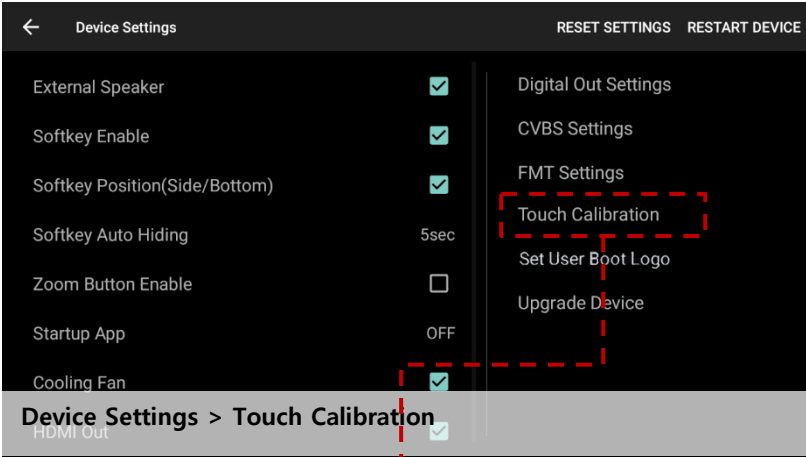 Device Settings
RESET SETTINGS RESTART DEVICE
External Speaker
Softkey Enable
Softkey Position(Side/Bottom)
Softkey Auto Hiding 5sec
Zoom Button Enable
Startup App OFF
Cooling Fan
HDMI Out
Digital Out Settings
CVBS Settings
FMT Settings
Touch Calibration
Set User Boot Logo
Upgrade Device
Device Settings > Touch Calibration